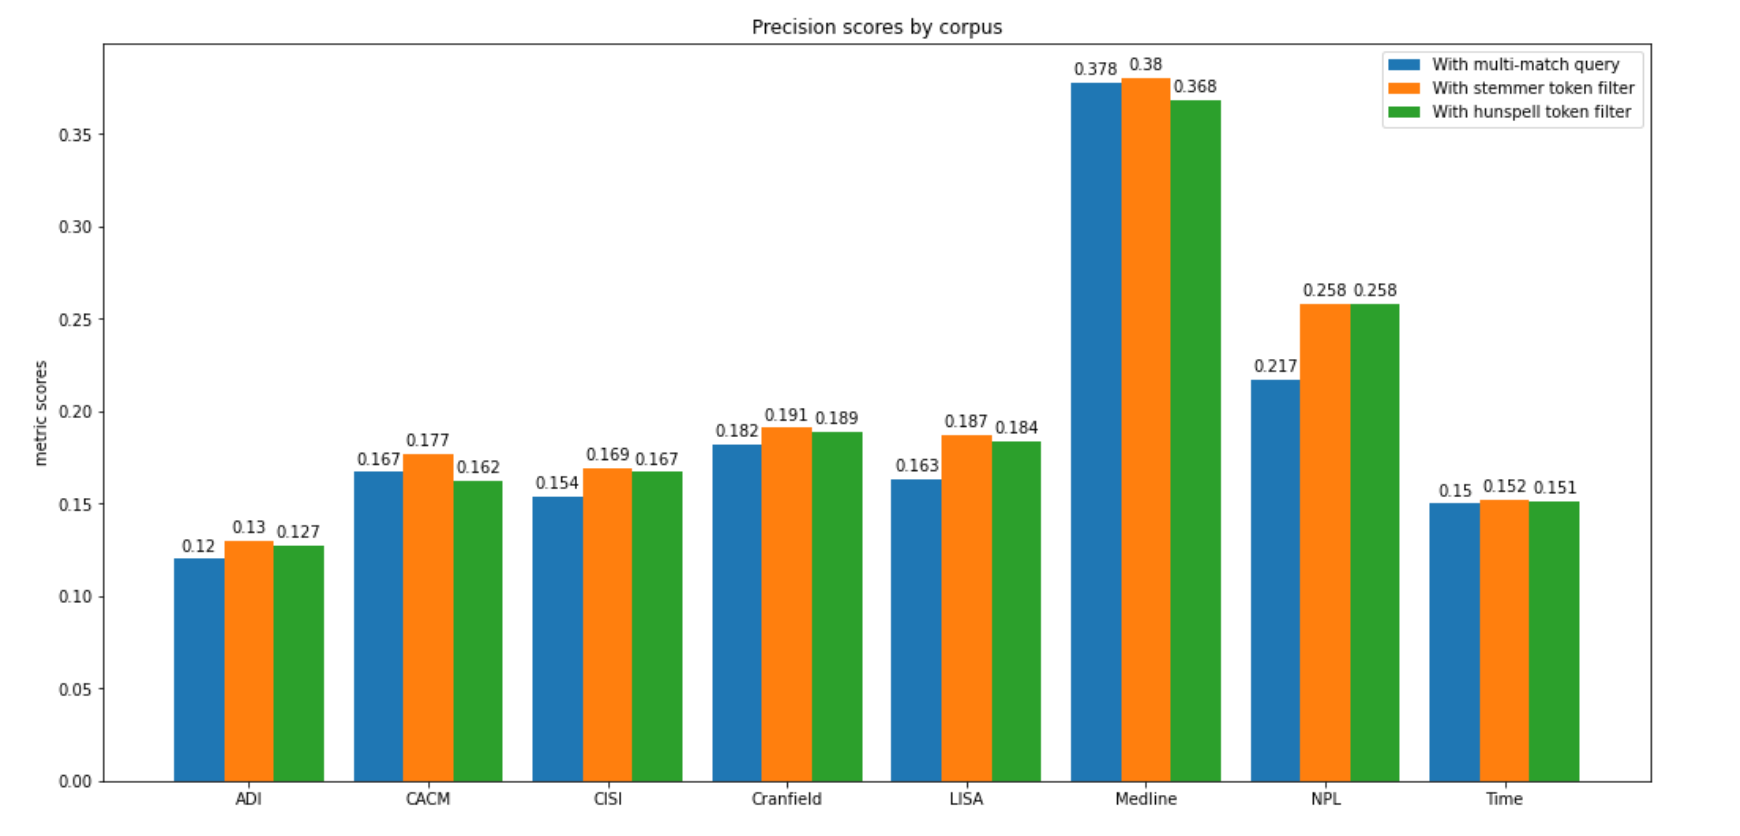 Precision scores by corpus
With multi-match query
With stemmer token filter
With hunspell token filter
metric scores
0.35
0.30
0.25
0.20
0.15
0.10
0.05
0.00
0.12 0.13 0.127
0.167 0.177 0.162
0.154 0.169 0.167
0.182 0.191 0.189
0.163 0.187 0.184
0.378 0.38 0.368
0.217 0.258 0.258
0.15 0.152 0.151
ADI CACM CISI Cranfield LISA Medline NPL Time